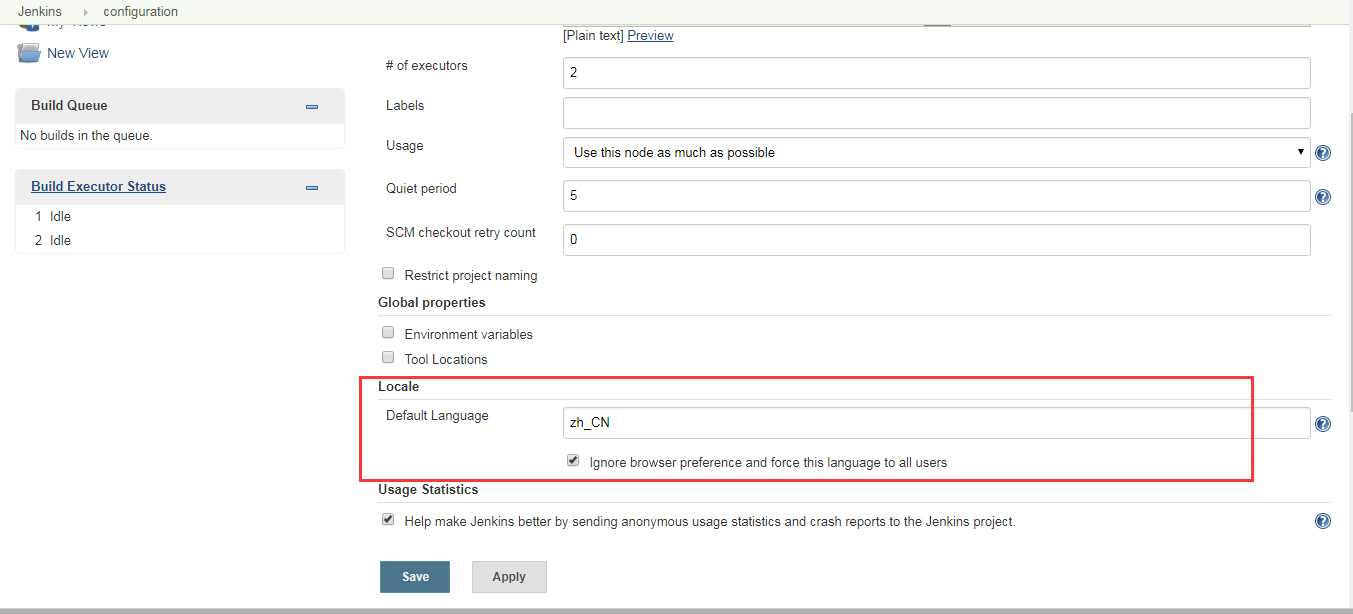 Jenkins configuration
New View
Build Queue
No builds in the queue.
Build Executor Status
1 Idle
2 Idle
[Plain text] Preview
# of executors
2
Labels
Usage
Use this node as much as possible
Quiet period
5
SCM checkout retry count
0
Restrict project naming
Global properties
Environment variables
Tool Locations
Locale
Default Language
zh_CN
Ignore browser preference and force this language to all users
Usage Statistics
Help make Jenkins better by sending anonymous usage statistics and crash reports to the Jenkins project.
Save
Apply